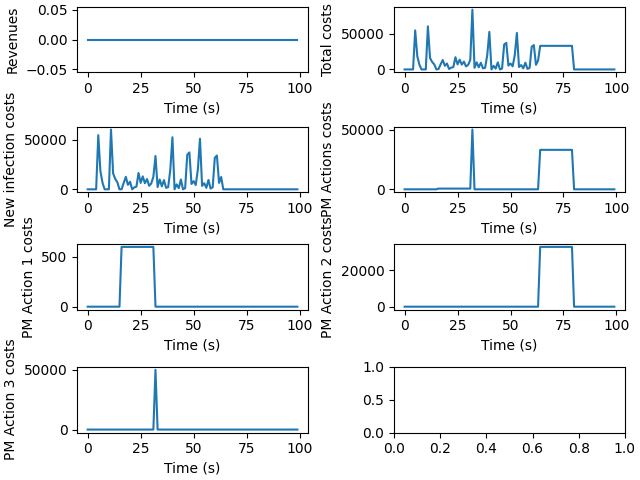 Revenues
0.05
0.00
−0.05
0 25 50 75 100
Time (s)
Total costs
50000
0
0 25 50 75 100
Time (s)
New infection costs
50000
0
0 25 50 75 100
Time (s)
PM Actions costs
50000
0
0 25 50 75 100
Time (s)
PM Action 1 costs
500
0
0 25 50 75 100
Time (s)
PM Action 2 costs
20000
0
0 25 50 75 100
Time (s)
PM Action 3 costs
50000
0
0 25 50 75 100
Time (s)
1.0
0.5
0.0
0.0 0.2 0.4 0.6 0.8 1.0